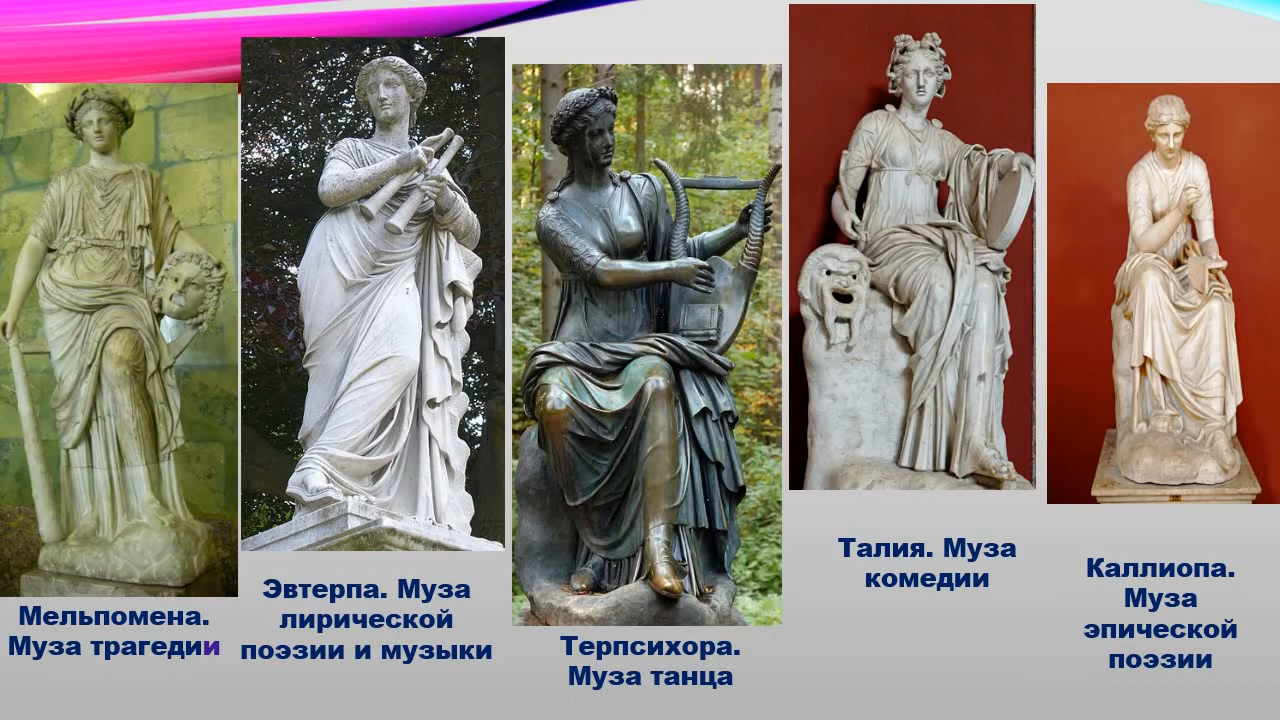 Мельпомена.
Муза трагедии
Эвтерпа. Муза
лирической
поэзии и музыки
Терпсихора.
Муза танца
Талия. Муза
комедии
Каллиопа.
Муза
эпической
поэзии